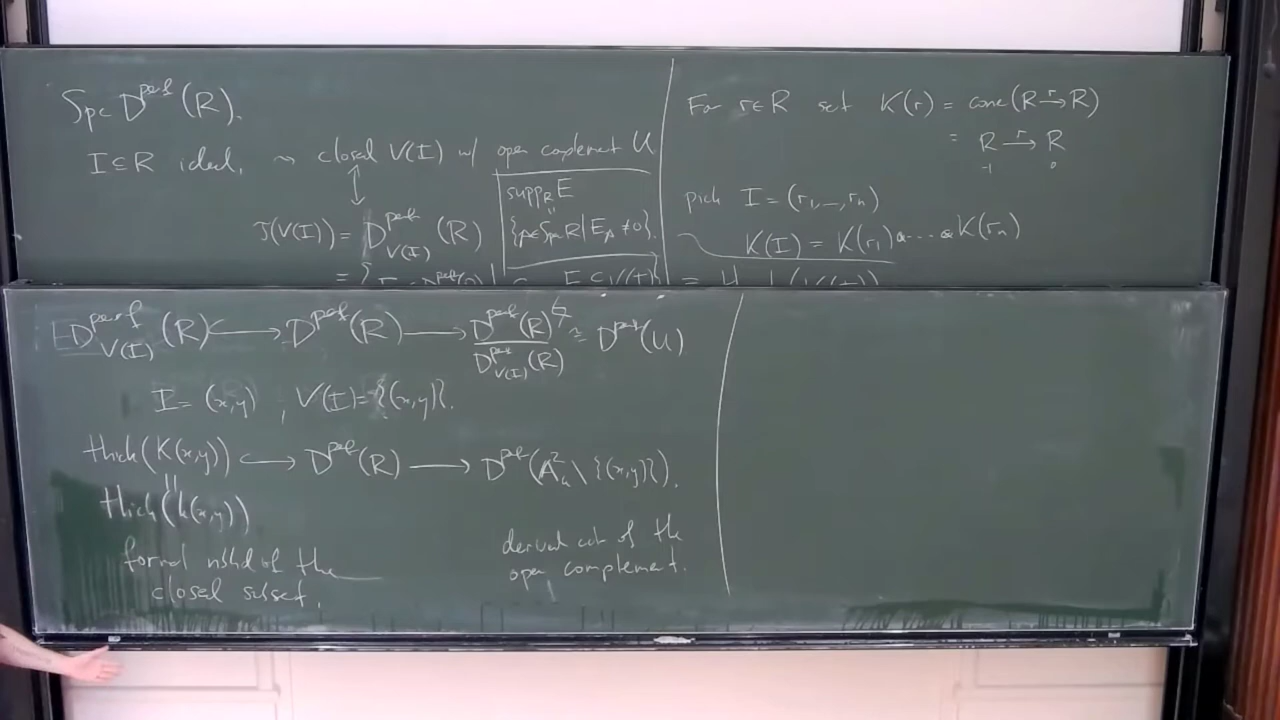 Spc D^perf(R).
I ⊆ R ideal, ⇝ closed V(I) w/ open complement U
↕
J(V(I)) = D^perf_V(I)(R)
supp_R E
=
{p ∈ Spec R | E_p ≠ 0}.
For r ∈ R set K(r) = cone(R →^r R)
= R →^r R
-1 0
pick I = (r_1, ..., r_n)
K(I) = K(r_1) ⊗ ... ⊗ K(r_n)
D^perf_V(I)(R) ↪ D^perf(R) → (D^perf(R) / D^perf_V(I)(R))^♮ ≅ D^perf(U)
I = (x,y), V(I) = {(x,y)}.
thick(K(x,y)) ↪ D^perf(R) → D^perf(A^2_k \ {(x,y)}).
||
thick(k(x,y))
formal nbhd of the
closed subset.
derived cat of the
open complement.